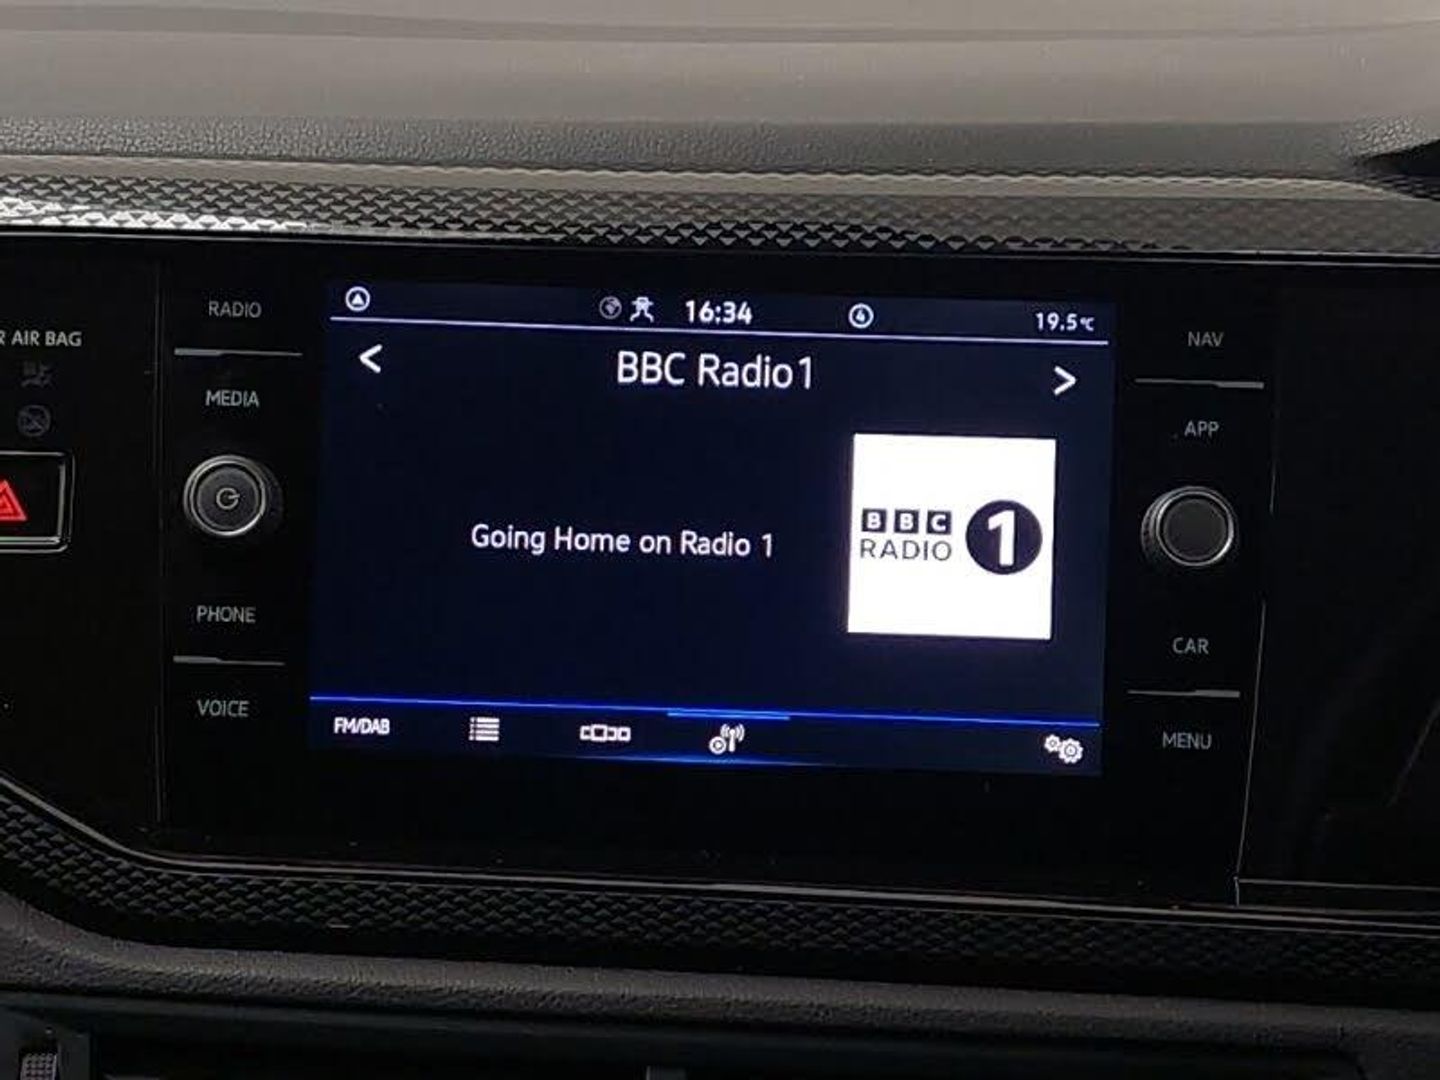 RADIO
MEDIA
R AIR BAG
PHONE
VOICE
16:34
4
19.5°C
<
BBC Radio1
>
Going Home on Radio 1
BBC
RADIO
1
FM/DAB
NAV
APP
CAR
MENU